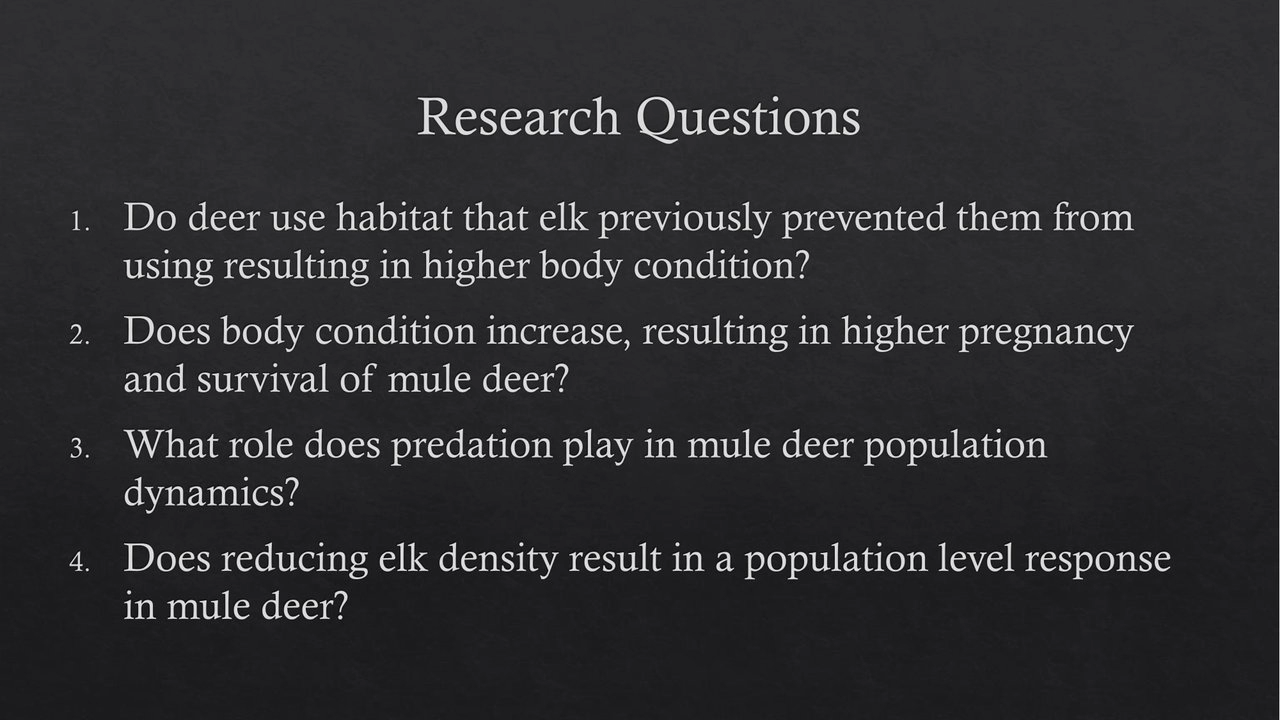 Research Questions
1. Do deer use habitat that elk previously prevented them from
using resulting in higher body condition?
2. Does body condition increase, resulting in higher pregnancy
and survival of mule deer?
3. What role does predation play in mule deer population
dynamics?
4. Does reducing elk density result in a population level response
in mule deer?